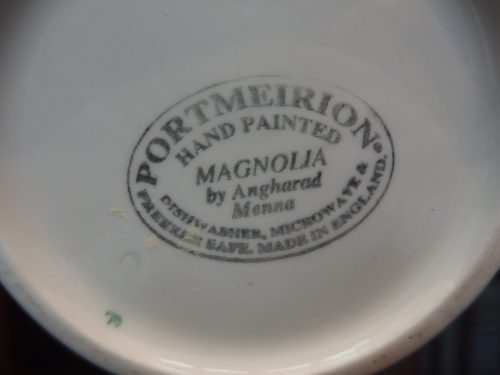 PORTMEIRION®
HAND PAINTED
MAGNOLIA
by Angharad
Menna
DISHWASHER, MICROWAVE &
FREEZER SAFE. MADE IN ENGLAND.